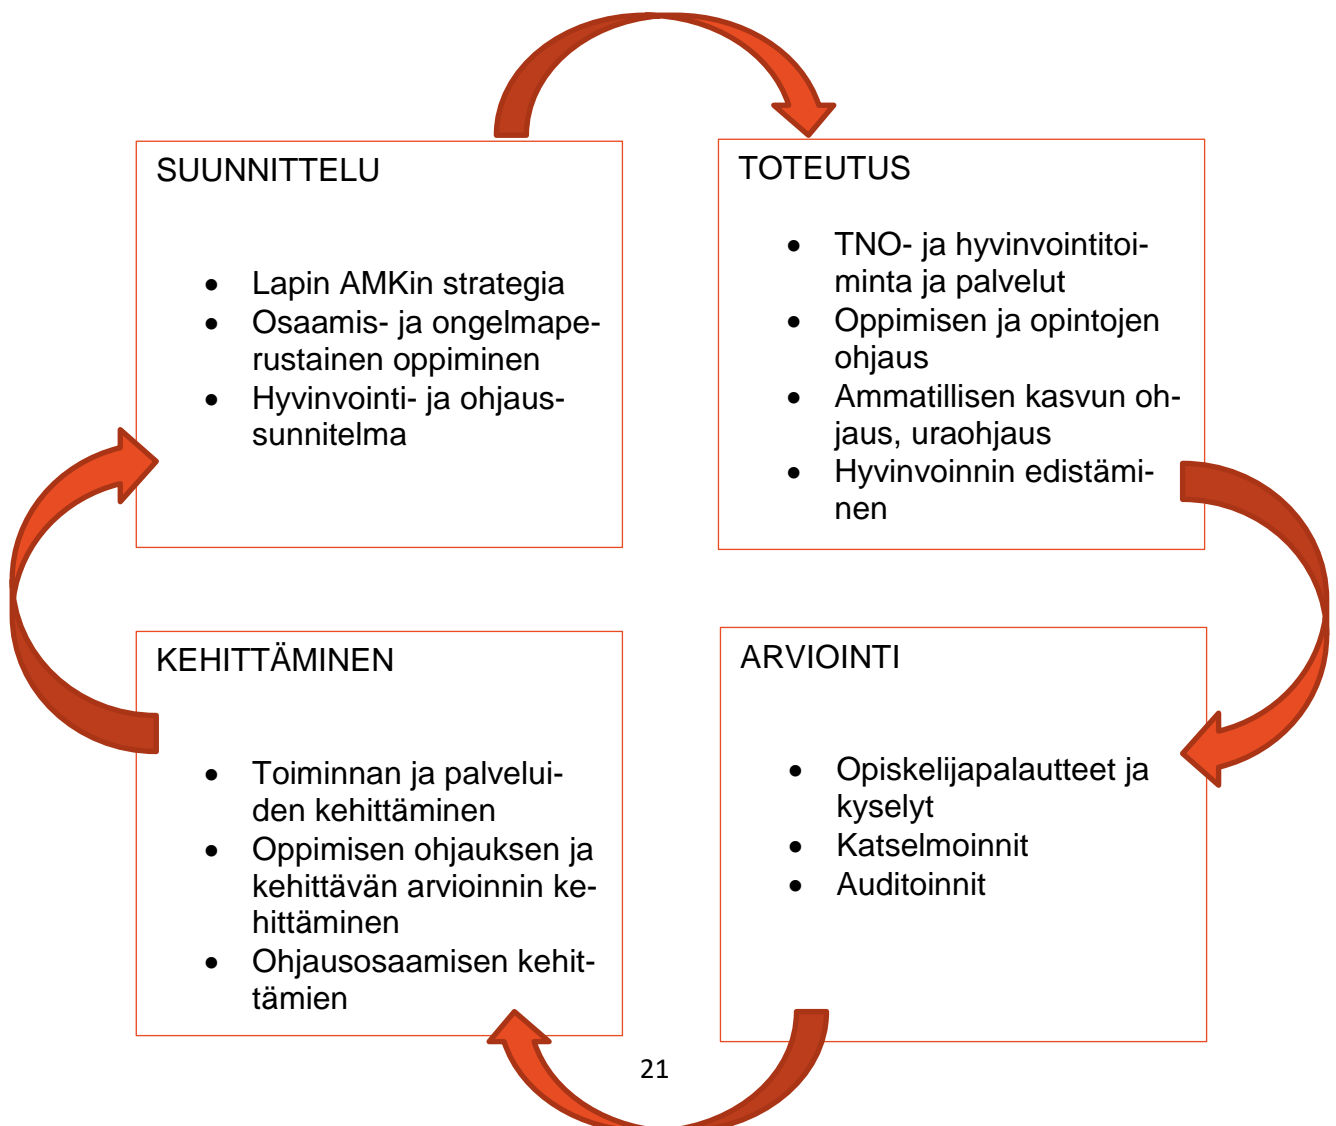 SUUNNITTELU
• Lapin AMKin strategia
• Osaamis- ja ongelmape-
rustainen oppiminen
• Hyvinvointi- ja ohjaus-
sunnitelma
TOTEUTUS
• TNO- ja hyvinvointitoi-
minta ja palvelut
• Oppimisen ja opintojen
ohjaus
• Ammatillisen kasvun oh-
jaus, uraohjaus
• Hyvinvoinnin edistämi-
nen
KEHITTÄMINEN
• Toiminnan ja palvelui-
den kehittäminen
• Oppimisen ohjauksen ja
kehittävän arvioinnin ke-
hittäminen
• Ohjausosaamisen kehit-
tämien
ARVIOINTI
• Opiskelijapalautteet ja
kyselyt
• Katselmoinnit
• Auditoinnit
21